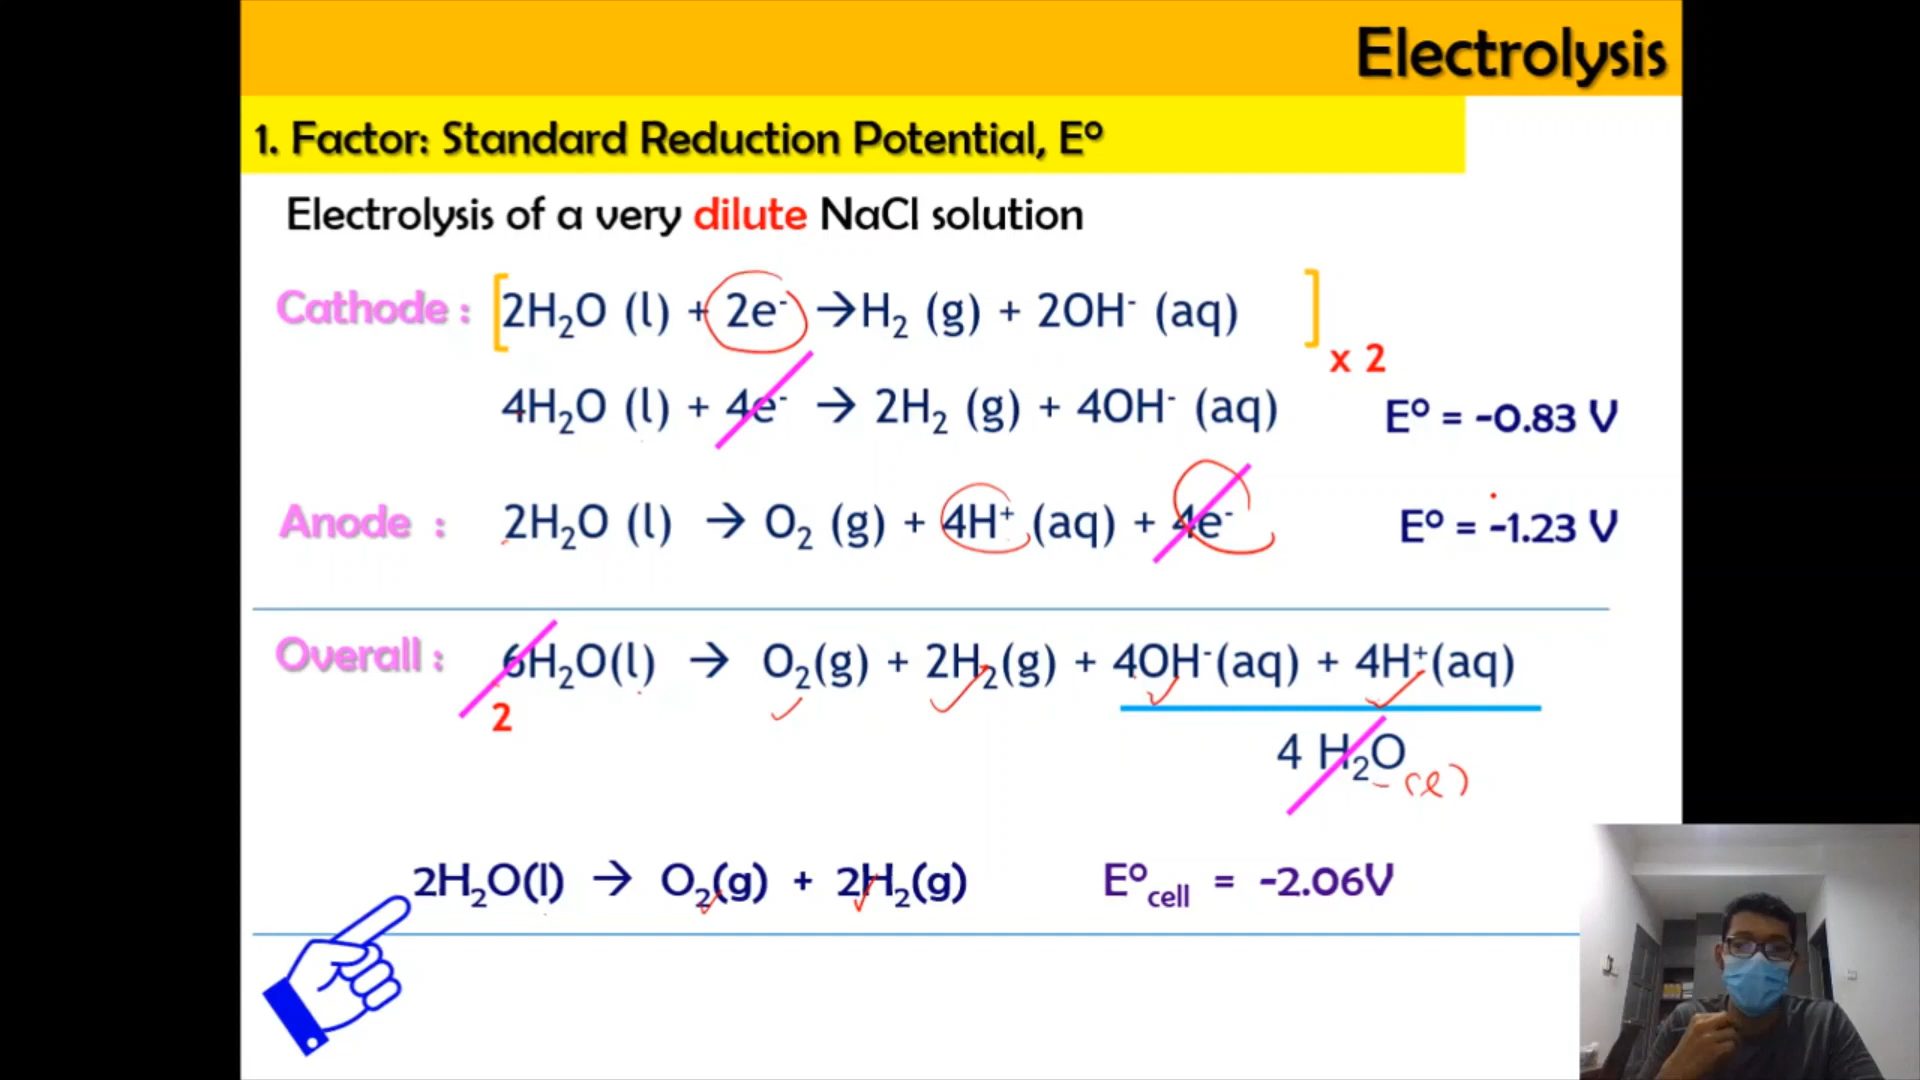 Electrolysis
1. Factor: Standard Reduction Potential, E°
Electrolysis of a very dilute NaCl solution
Cathode : [2H₂O (l) + 2e⁻ → H₂ (g) + 2OH⁻ (aq) ] x 2
4H₂O (l) + 4e⁻ → 2H₂ (g) + 4OH⁻ (aq) E° = -0.83 V
Anode : 2H₂O (l) → O₂ (g) + 4H⁺ (aq) + 4e⁻ E° = -1.23 V
Overall : 6H₂O(l) → O₂(g) + 2H₂(g) + 4OH⁻(aq) + 4H⁺(aq)
2
4 H₂O (l)
2H₂O(l) → O₂(g) + 2H₂(g) E°cell = -2.06V